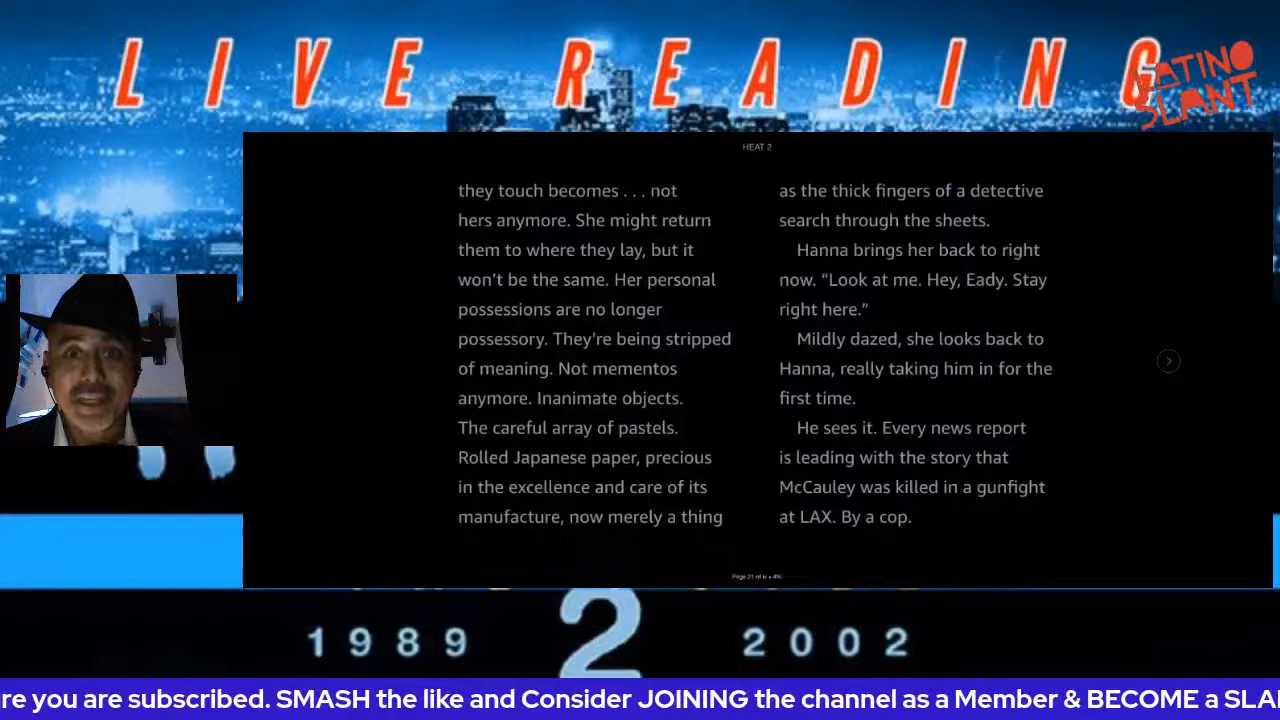 LIVE READING
LATINO
SLANT
HEAT 2
they touch becomes . . . not
hers anymore. She might return
them to where they lay, but it
won’t be the same. Her personal
possessions are no longer
possessory. They’re being stripped
of meaning. Not mementos
anymore. Inanimate objects.
The careful array of pastels.
Rolled Japanese paper, precious
in the excellence and care of its
manufacture, now merely a thing
as the thick fingers of a detective
search through the sheets.
Hanna brings her back to right
now. “Look at me. Hey, Eady. Stay
right here.”
Mildly dazed, she looks back to
Hanna, really taking him in for the
first time.
He sees it. Every news report
is leading with the story that
McCauley was killed in a gunfight
at LAX. By a cop.
Page 21 of iv • 4%
1989 2 2002
re you are subscribed. SMASH the like and Consider JOINING the channel as a Member & BECOME a SLA